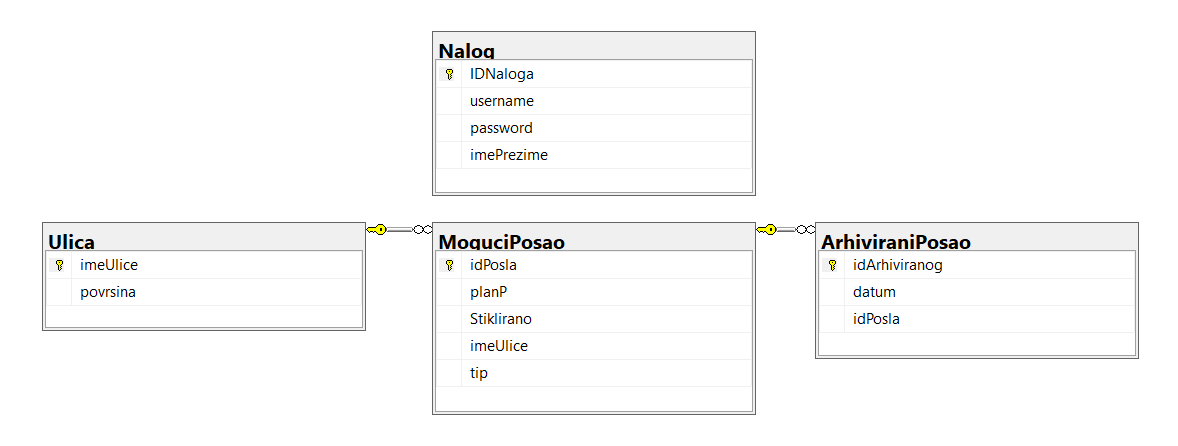 Nalog
IDNaloga
username
password
imePrezime
Ulica
imeUlice
povrsina
MoguciPosao
idPosla
planP
Stiklirano
imeUlice
tip
ArhiviraniPosao
idArhiviranog
datum
idPosla